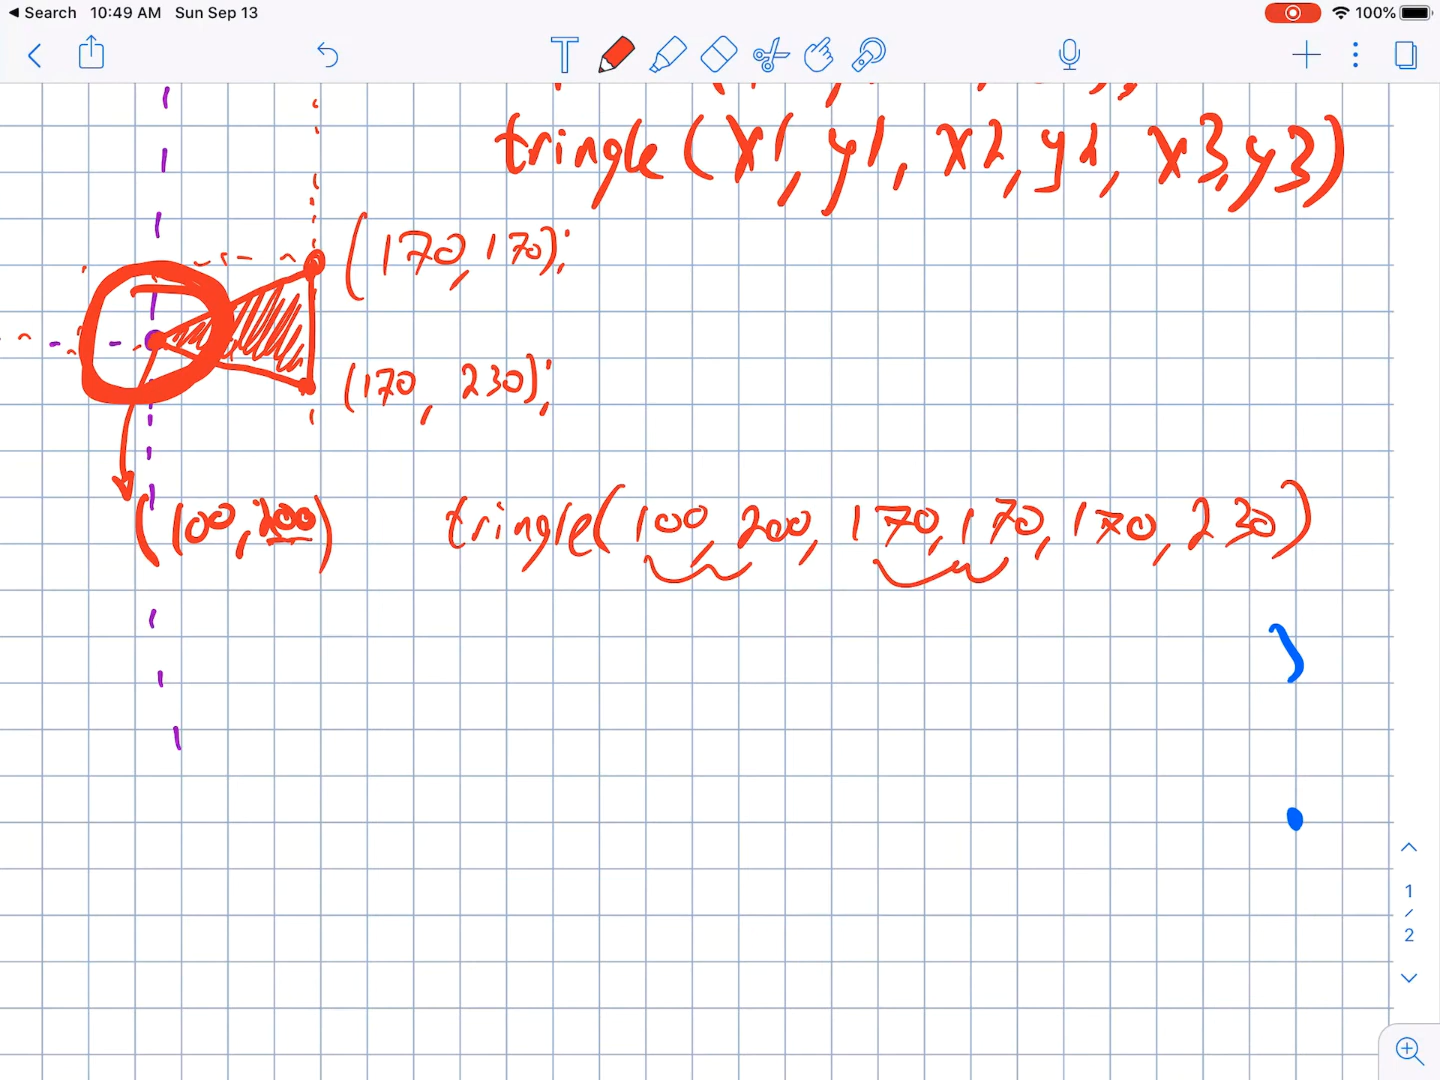 Search 10:49 AM Sun Sep 13 100%
T
tringle(x1, y1, x2, y2, x3, y3)
(170, 170);
(170, 230);
(100, 200)
tringle(100, 200, 170, 170, 170, 230)
1
/
2